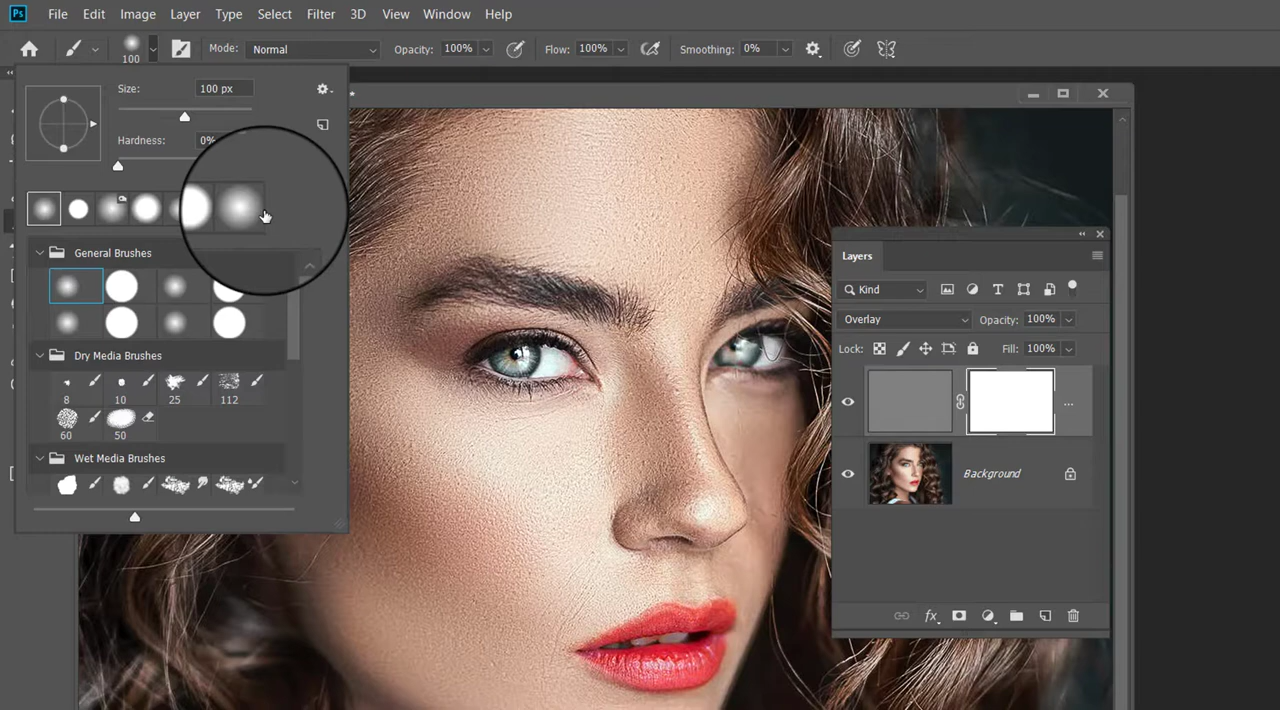 Ps File Edit Image Layer Type Select Filter 3D View Window Help
100 Mode: Normal Opacity: 100% Flow: 100% Smoothing: 0%
Size: 100 px
Hardness: 0%
General Brushes
Dry Media Brushes
8 10 25 112
60 50
Wet Media Brushes
*
Layers
Kind
Overlay Opacity: 100%
Lock: Fill: 100%
...
Background
fx